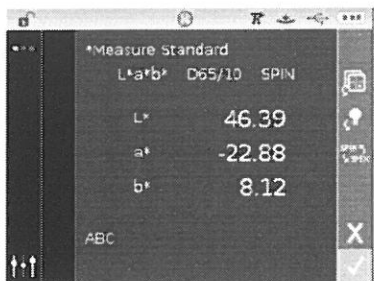 *Measure Standard
L*a*b* D65/10 SPIN
L* 46.39
a* -22.88
b* 8.12
ABC